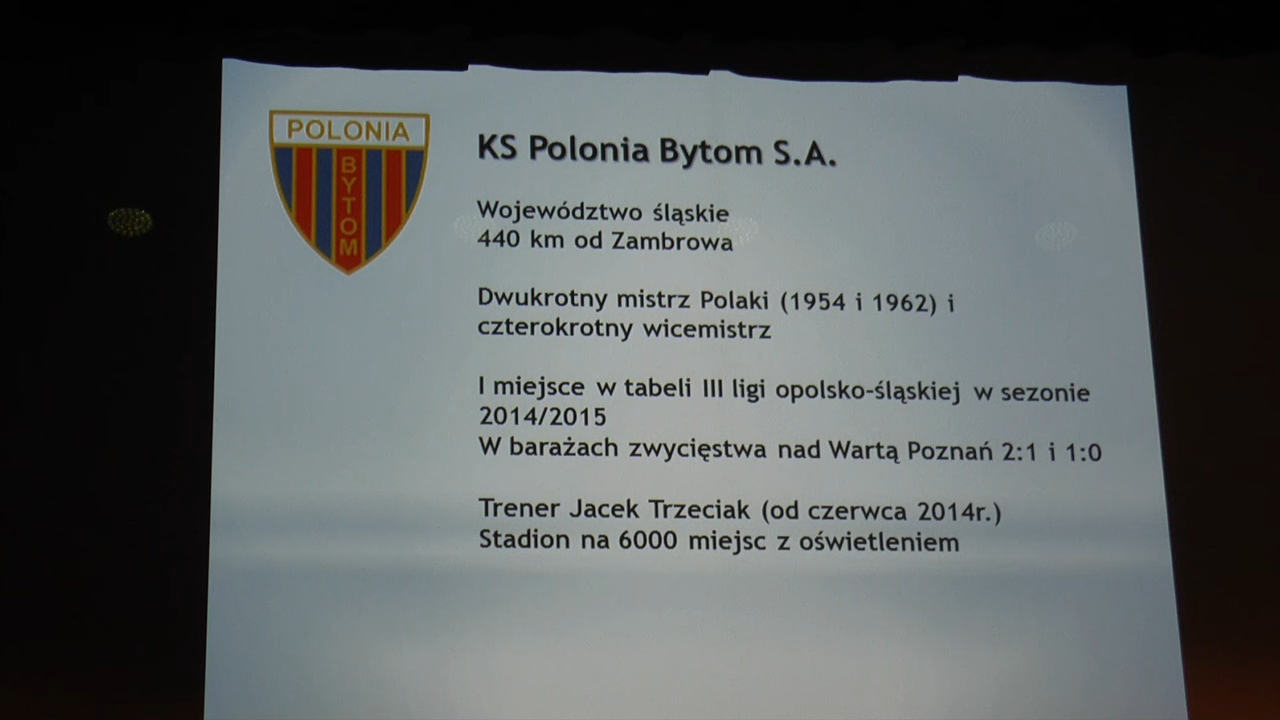 POLONIA
BYTOM
KS Polonia Bytom S.A.
Województwo śląskie
440 km od Zambrowa
Dwukrotny mistrz Polaki (1954 i 1962) i
czterokrotny wicemistrz
I miejsce w tabeli III ligi opolsko-śląskiej w sezonie
2014/2015
W barażach zwycięstwa nad Wartą Poznań 2:1 i 1:0
Trener Jacek Trzeciak (od czerwca 2014r.)
Stadion na 6000 miejsc z oświetleniem